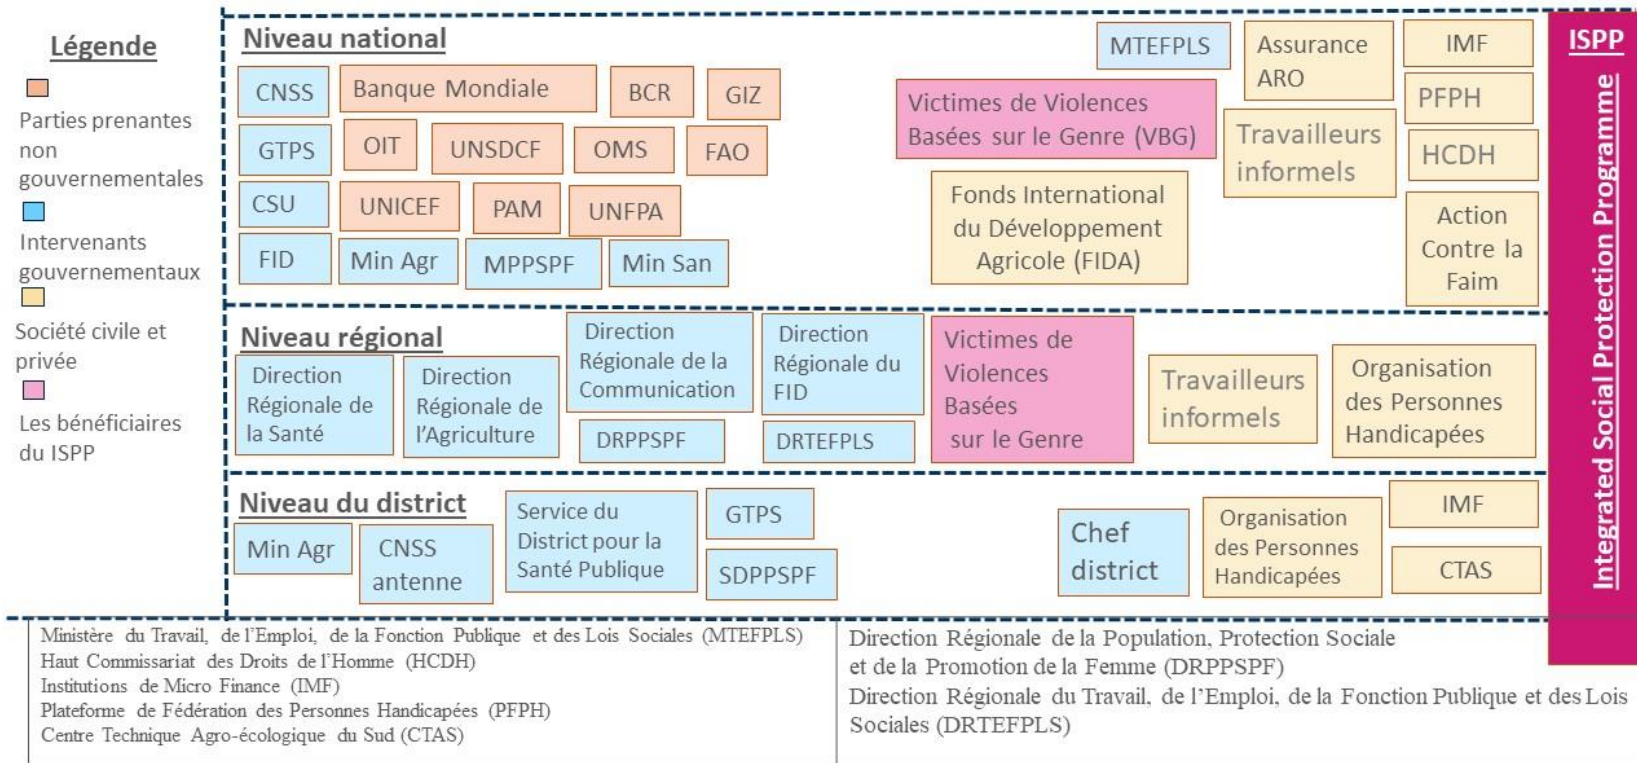 Légende
Parties prenantes
non
gouvernementales
Intervenants
gouvernementaux
Société civile et
privée
Les bénéficiaires
du ISPP
Niveau national
CNSS
Banque Mondiale
BCR
GIZ
GTPS
OIT
UNSDCF
OMS
FAO
CSU
UNICEF
PAM
UNFPA
FID
Min Agr
MPPSPF
Min San
MTEFPLS
Assurance
ARO
IMF
Victimes de Violences
Basées sur le Genre (VBG)
Travailleurs
informels
PFPH
HCDH
Fonds International
du Développement
Agricole (FIDA)
Action
Contre la
Faim
Niveau régional
Direction
Régionale de
la Santé
Direction
Régionale de
l'Agriculture
Direction
Régionale de la
Communication
DRPPSPF
Direction
Régionale du
FID
DRTEFPLS
Victimes de
Violences
Basées
sur le Genre
Travailleurs
informels
Organisation
des Personnes
Handicapées
Niveau du district
Min Agr
CNSS
antenne
Service du
District pour la
Santé Publique
GTPS
SDPPSPF
Chef
district
Organisation
des Personnes
Handicapées
IMF
CTAS
ISPP
Integrated Social Protection Programme
Ministère du Travail, de l'Emploi, de la Fonction Publique et des Lois Sociales (MTEFPLS)
Haut Commissariat des Droits de l'Homme (HCDH)
Institutions de Micro Finance (IMF)
Plateforme de Fédération des Personnes Handicapées (PFPH)
Centre Technique Agro-écologique du Sud (CTAS)
Direction Régionale de la Population, Protection Sociale
et de la Promotion de la Femme (DRPPSPF)
Direction Régionale du Travail, de l'Emploi, de la Fonction Publique et des Lois
Sociales (DRTEFPLS)